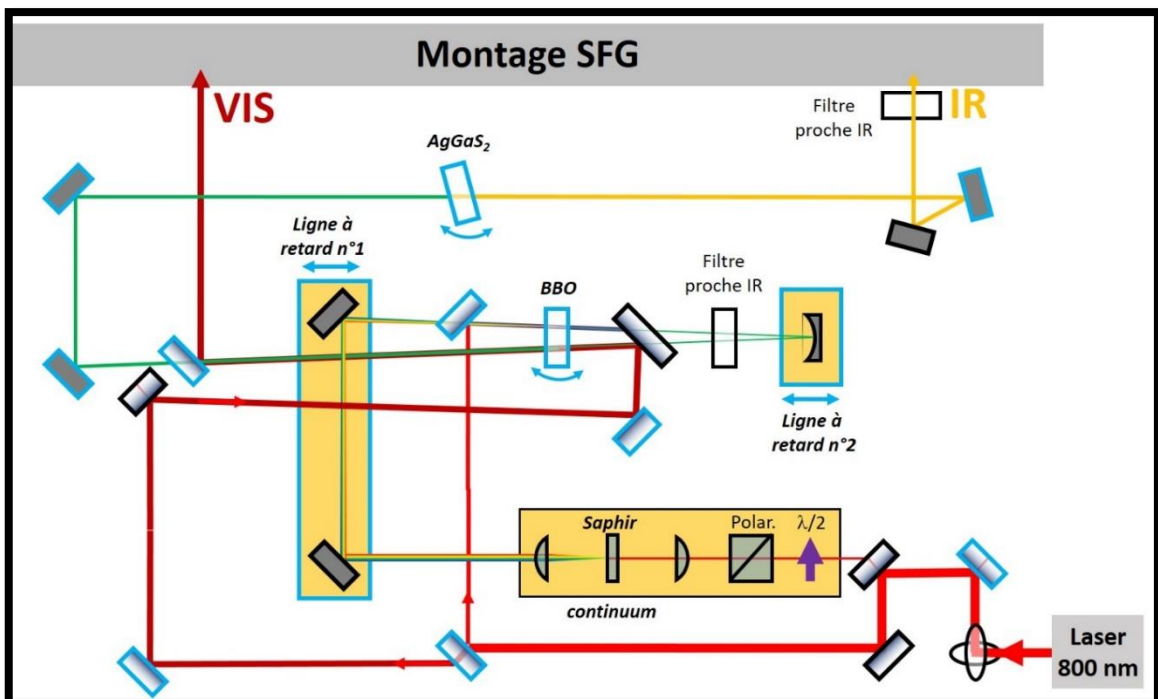 Montage SFG
VIS
IR
Filtre
proche IR
AgGaS₂
Ligne à
retard n°1
BBO
Filtre
proche IR
Ligne à
retard n°2
Saphir
Polar.
λ/2
continuum
Laser
800 nm